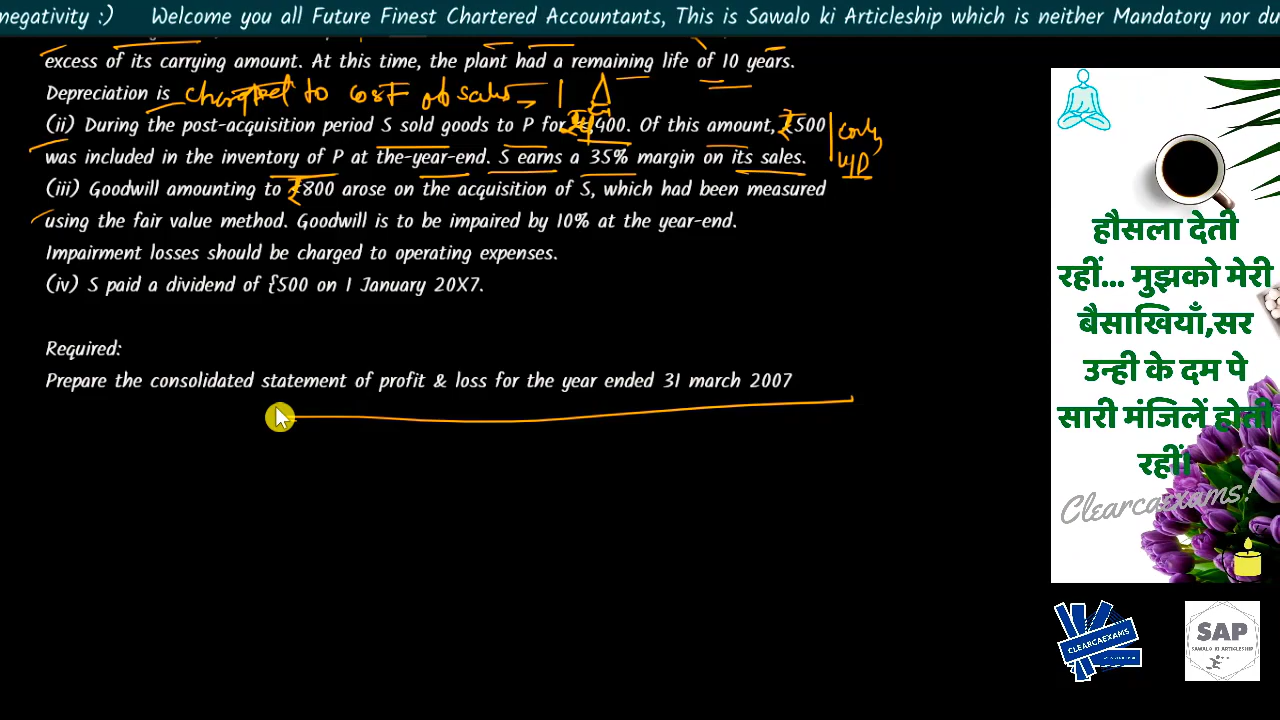 negativity :) Welcome you all Future Finest Chartered Accountants, This is Sawalo ki Articleship which is neither Mandatory nor du
excess of its carrying amount. At this time, the plant had a remaining life of 10 years.
Depreciation is charged to cost of sales
(ii) During the post-acquisition period S sold goods to P for ₹ 400. Of this amount, ₹500
was included in the inventory of P at the-year-end. S earns a 35% margin on its sales.
(iii) Goodwill amounting to ₹800 arose on the acquisition of S, which had been measured
using the fair value method. Goodwill is to be impaired by 10% at the year-end.
Impairment losses should be charged to operating expenses.
(iv) S paid a dividend of {500 on 1 January 20X7.
Required:
Prepare the consolidated statement of profit & loss for the year ended 31 march 2007
हौसला देती
रहीं... मुझको मेरी
बैसाखियाँ,सर
उन्ही के दम पे
सारी मंजिलें होती
रहीं।
Clearcaexams!
CLEARCAEXAMS
SAP
SAWALO KI ARTICLESHIP